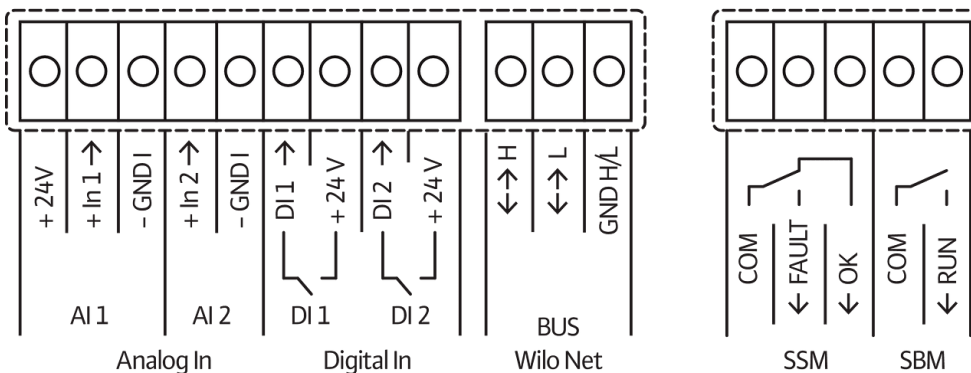 + 24V
+ In 1 →
- GND I
+ In 2 →
- GND I
DI 1 →
+ 24 V
DI 2 →
+ 24 V
H
L
GND H/L
COM
← FAULT
← OK
COM
← RUN
AI 1
AI 2
DI 1
DI 2
BUS
Analog In
Digital In
Wilo Net
SSM
SBM